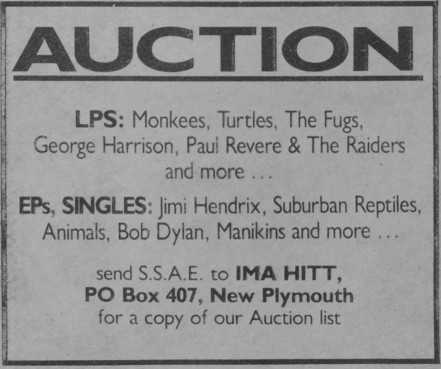 AUCTION
LPS: Monkees, Turtles, The Fugs,
George Harrison, Paul Revere & The Raiders
and more ...
EPs, SINGLES: Jimi Hendrix, Suburban Reptiles,
Animals, Bob Dylan, Manikins and more ...
send S.S.A.E. to IMA HITT,
PO Box 407, New Plymouth
for a copy of our Auction list